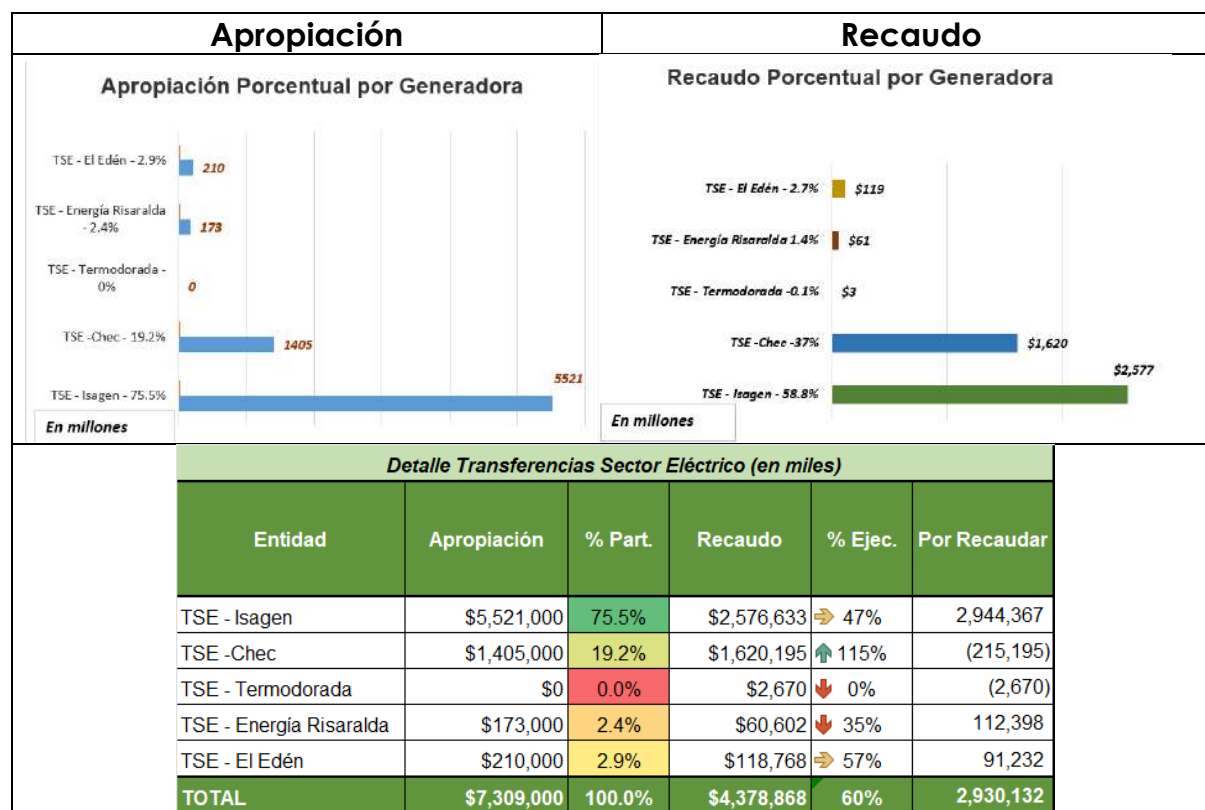 Apropiación
Recaudo
Apropiación Porcentual por Generadora
TSE - El Edén - 2.9%
210
TSE - Energía Risaralda
- 2.4%
173
TSE - Termodorada -
0%
0
TSE -Chec - 19.2%
1405
5521
TSE - Isagen - 75.5%
En millones
Recaudo Porcentual por Generadora
TSE - El Edén - 2.7%
$119
TSE - Energía Risaralda 1.4%
$61
TSE - Termodorada -0.1%
$3
TSE -Chec -37%
$1,620
$2,577
TSE - Isagen - 58.8%
En millones
Detalle Transferencias Sector Eléctrico (en miles)
Entidad Apropiación % Part. Recaudo % Ejec. Por Recaudar
TSE - Isagen $5,521,000 75.5% $2,576,633 47% 2,944,367
TSE -Chec $1,405,000 19.2% $1,620,195 115% (215,195)
TSE - Termodorada $0 0.0% $2,670 0% (2,670)
TSE - Energía Risaralda $173,000 2.4% $60,602 35% 112,398
TSE - El Edén $210,000 2.9% $118,768 57% 91,232
TOTAL $7,309,000 100.0% $4,378,868 60% 2,930,132